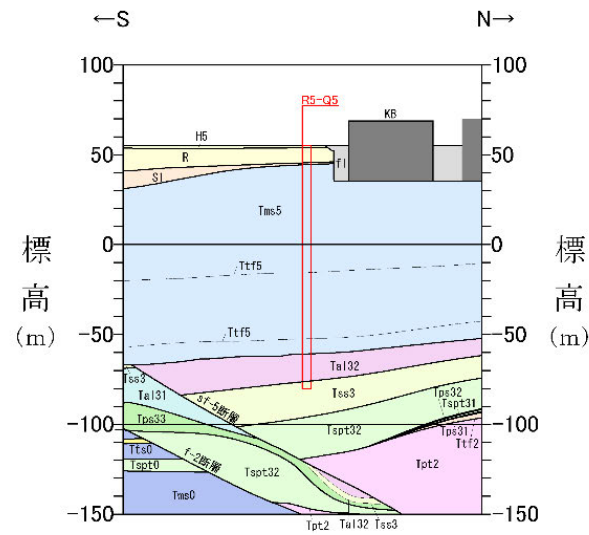 ←S N→
100 100
R5-Q5
KB
H5
50 R fl 50
Sl
Tms5
0 0
標高(m) 標高(m)
Ttf5
-50 Ttf5 -50
Tal32
Tss3 Tss3
Tal31 Tps32
sf-5断層 Tspt31
Tps33
-100 Tspt32 Tps31 -100
Ttf2
Tts0 f-2断層
Tspt0 Tspt32 Tpt2
Tms0
-150 -150
Tpt2 Tal32 Tss3